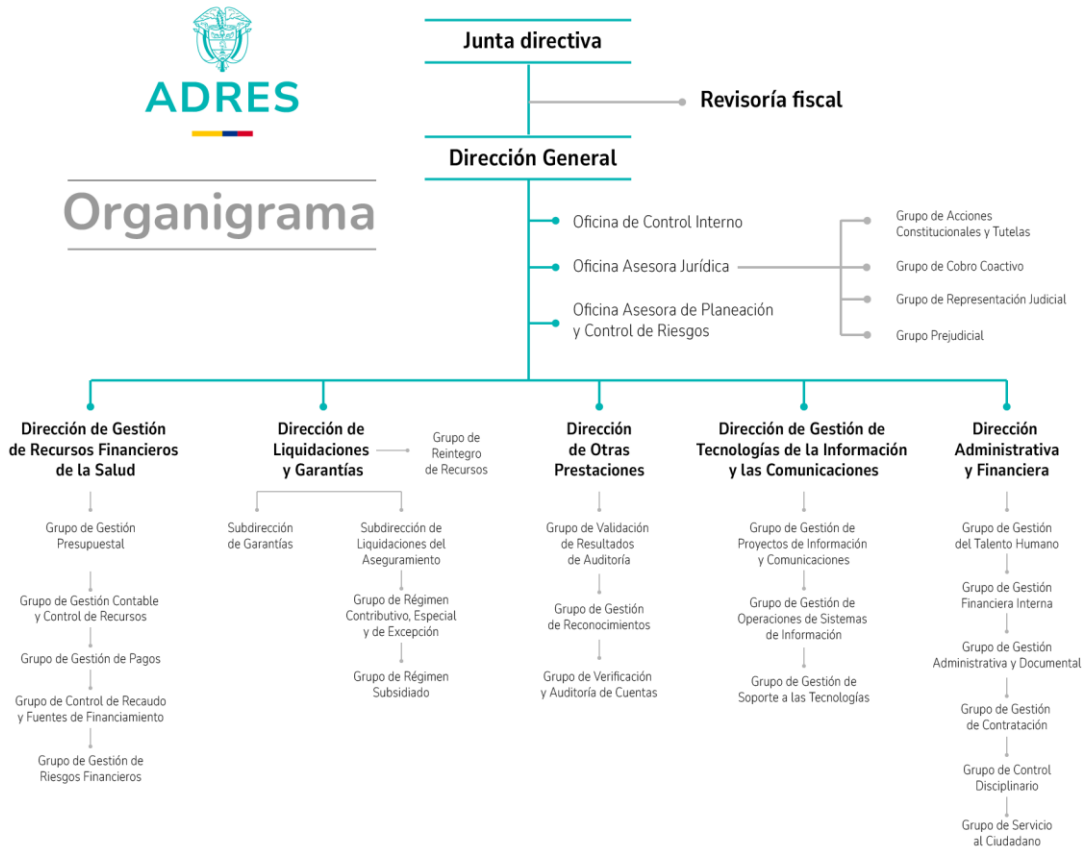 ADRES
Organigrama
Junta directiva
Revisoría fiscal
Dirección General
Oficina de Control Interno
Oficina Asesora Jurídica
Oficina Asesora de Planeación
y Control de Riesgos
Grupo de Acciones
Constitucionales y Tutelas
Grupo de Cobro Coactivo
Grupo de Representación Judicial
Grupo Prejudicial
Dirección de Gestión
de Recursos Financieros
de la Salud
Grupo de Gestión
Presupuestal
Grupo de Gestión Contable
y Control de Recursos
Grupo de Gestión de Pagos
Grupo de Control de Recaudo
y Fuentes de Financiamiento
Grupo de Gestión de
Riesgos Financieros
Dirección de
Liquidaciones
y Garantías
Grupo de
Reintegro
de Recursos
Subdirección
de Garantías
Subdirección de
Liquidaciones del
Aseguramiento
Grupo de Régimen
Contributivo, Especial
y de Excepción
Grupo de Régimen
Subsidiado
Dirección
de Otras
Prestaciones
Grupo de Validación
de Resultados
de Auditoría
Grupo de Gestión
de Reconocimientos
Grupo de Verificación
y Auditoría de Cuentas
Dirección de Gestión de
Tecnologías de la Información
y las Comunicaciones
Grupo de Gestión de
Proyectos de Información
y Comunicaciones
Grupo de Gestión de
Operaciones de Sistemas
de Información
Grupo de Gestión de
Soporte a las Tecnologías
Dirección
Administrativa
y Financiera
Grupo de Gestión
del Talento Humano
Grupo de Gestión
Financiera Interna
Grupo de Gestión
Administrativa y Documental
Grupo de Gestión
de Contratación
Grupo de Control
Disciplinario
Grupo de Servicio
al Ciudadano